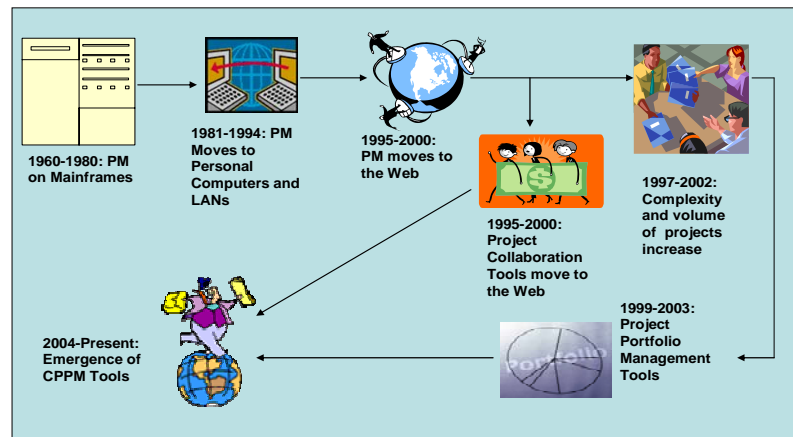 1960-1980: PM
on Mainframes
1981-1994: PM
Moves to
Personal
Computers and
LANs
1995-2000:
PM moves to
the Web
1995-2000:
Project
Collaboration
Tools move to
the Web
1997-2002:
Complexity
and volume
of projects
increase
1999-2003:
Project
Portfolio
Management
Tools
Portfolio
2004-Present:
Emergence of
CPPM Tools
$